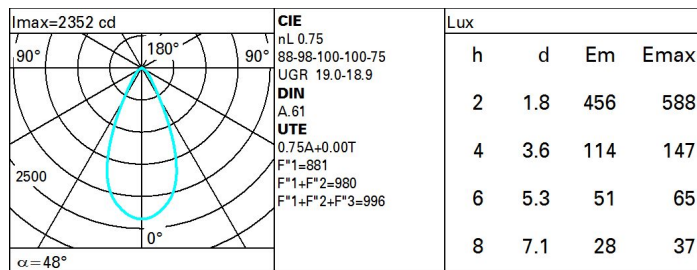 Imax=2352 cd
90°
180°
90°
2500
0°
α=48°
CIE
nL 0.75
88-98-100-100-75
UGR 19.0-18.9
DIN
A.61
UTE
0.75A+0.00T
F"1=881
F"1+F"2=980
F"1+F"2+F"3=996
Lux
h d Em Emax
2 1.8 456 588
4 3.6 114 147
6 5.3 51 65
8 7.1 28 37